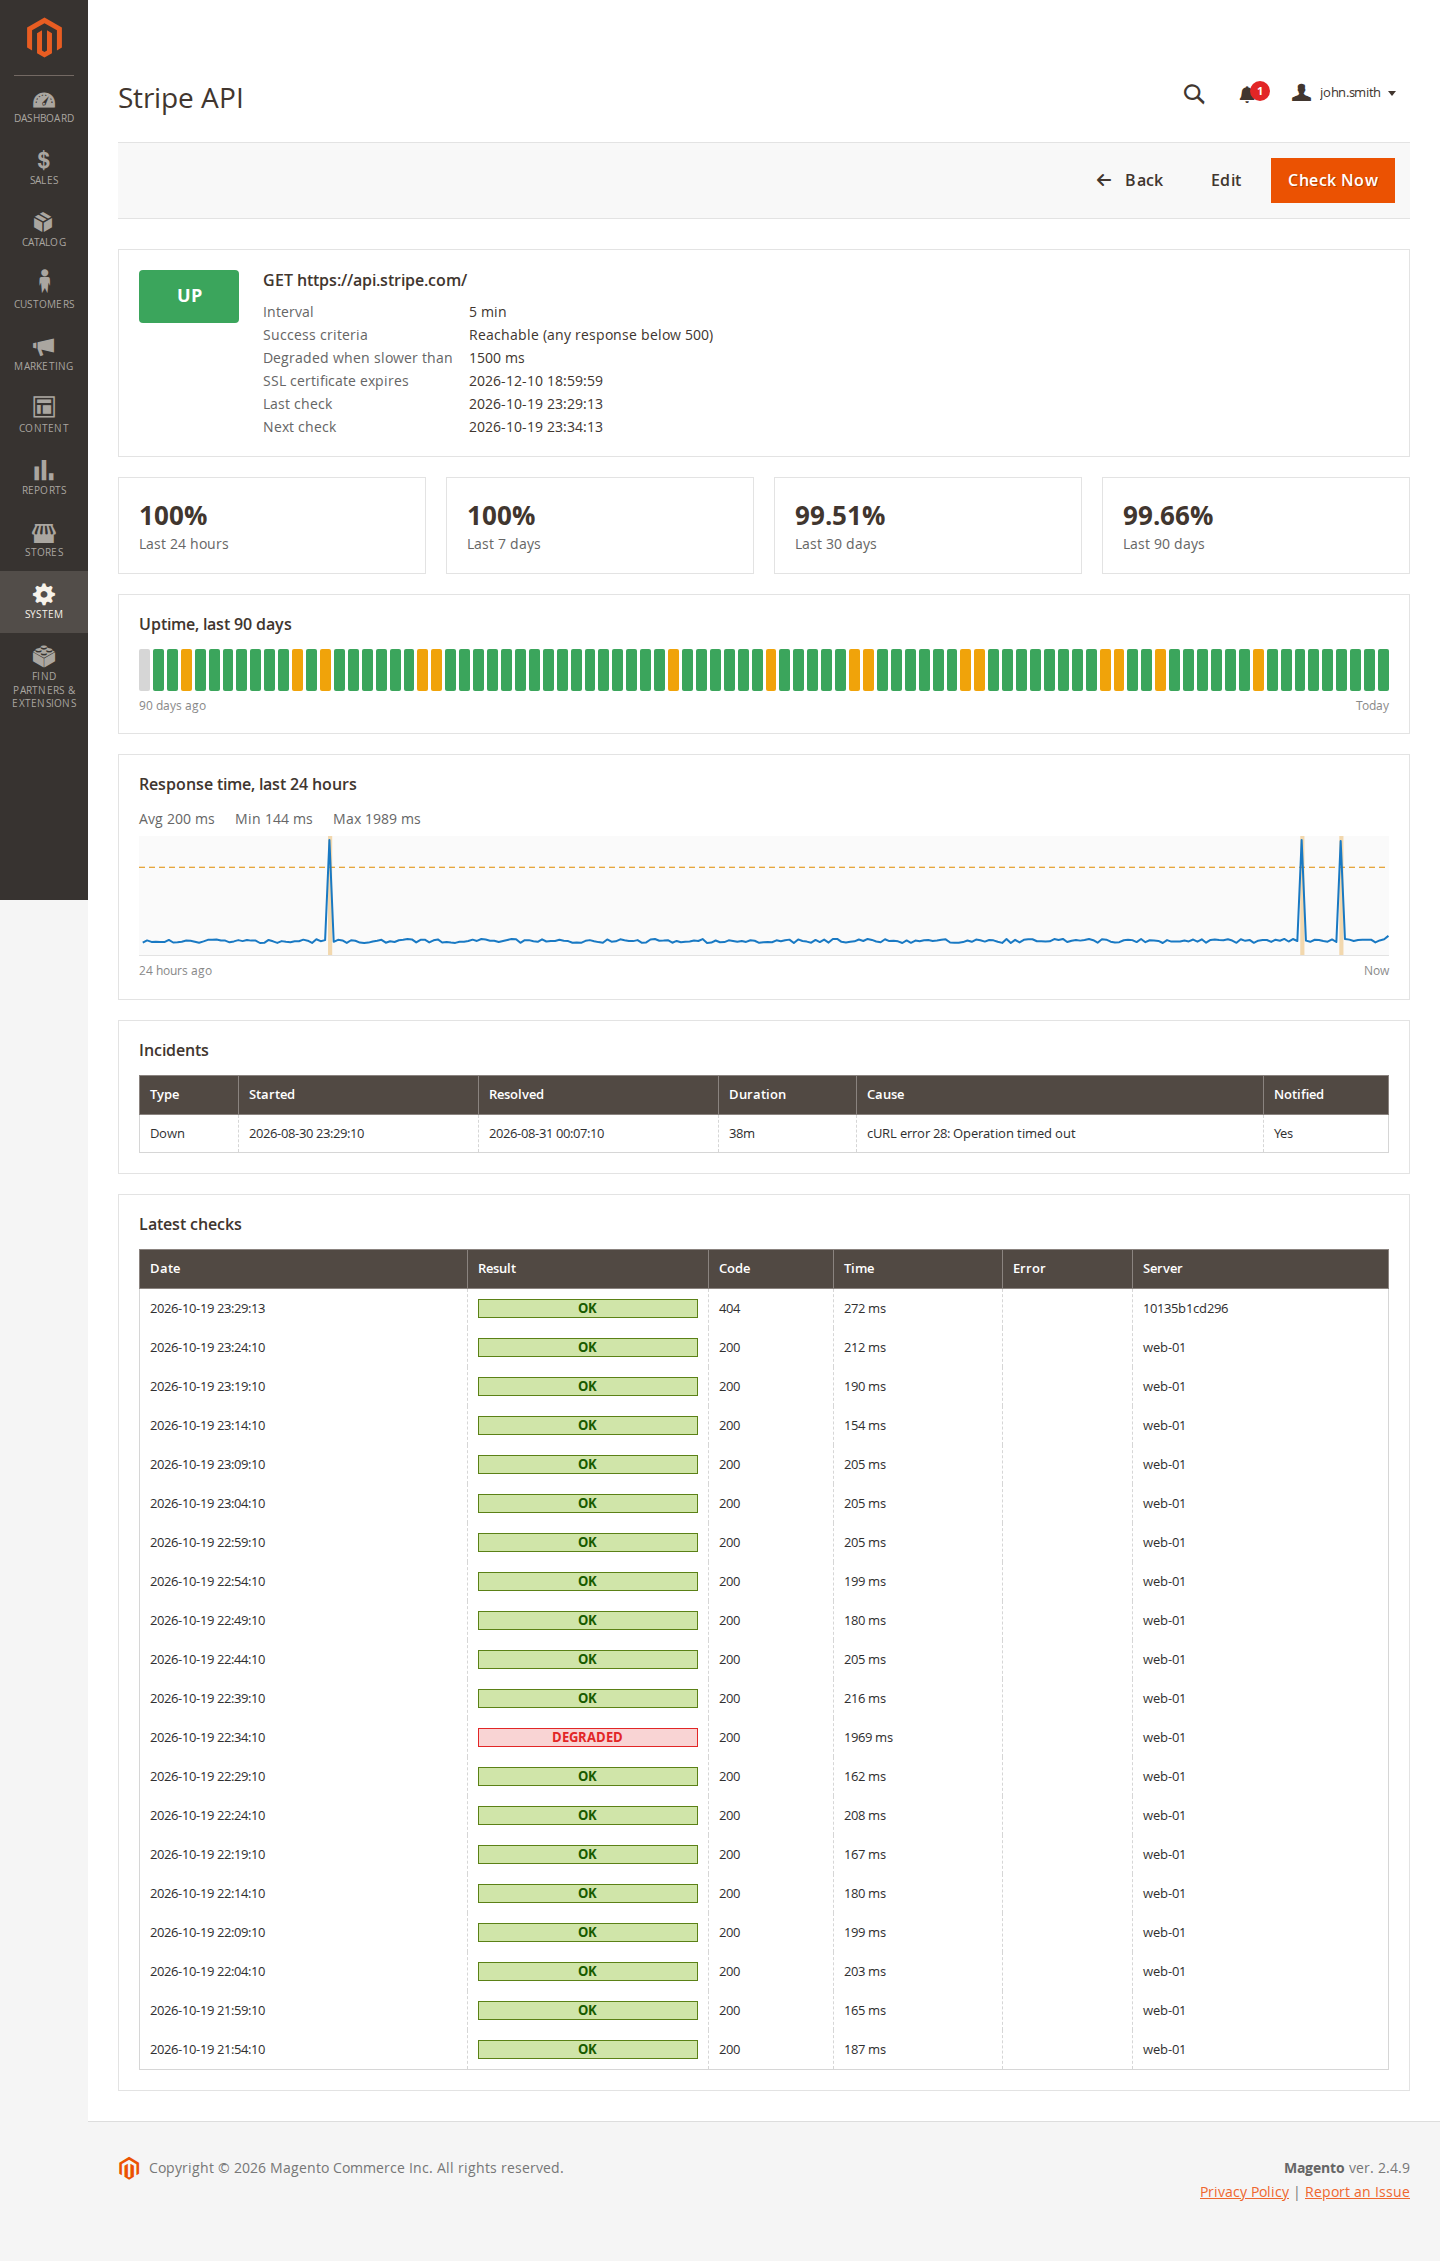 Stripe API
1
john.smith
DASHBOARD
SALES
CATALOG
CUSTOMERS
MARKETING
CONTENT
REPORTS
STORES
SYSTEM
FIND
PARTNERS &
EXTENSIONS
Back Edit Check Now
UP
GET https://api.stripe.com/
Interval 5 min
Success criteria Reachable (any response below 500)
Degraded when slower than 1500 ms
SSL certificate expires 2026-12-10 18:59:59
Last check 2026-10-19 23:29:13
Next check 2026-10-19 23:34:13
100% 100% 99.51% 99.66%
Last 24 hours Last 7 days Last 30 days Last 90 days
Uptime, last 90 days
90 days ago Today
Response time, last 24 hours
Avg 200 ms Min 144 ms Max 1989 ms
24 hours ago Now
Incidents
Type Started Resolved Duration Cause Notified
Down 2026-08-30 23:29:10 2026-08-31 00:07:10 38m cURL error 28: Operation timed out Yes
Latest checks
Date Result Code Time Error Server
2026-10-19 23:29:13 OK 404 272 ms 10135b1cd296
2026-10-19 23:24:10 OK 200 212 ms web-01
2026-10-19 23:19:10 OK 200 190 ms web-01
2026-10-19 23:14:10 OK 200 154 ms web-01
2026-10-19 23:09:10 OK 200 205 ms web-01
2026-10-19 23:04:10 OK 200 205 ms web-01
2026-10-19 22:59:10 OK 200 205 ms web-01
2026-10-19 22:54:10 OK 200 199 ms web-01
2026-10-19 22:49:10 OK 200 180 ms web-01
2026-10-19 22:44:10 OK 200 205 ms web-01
2026-10-19 22:39:10 OK 200 216 ms web-01
2026-10-19 22:34:10 DEGRADED 200 1969 ms web-01
2026-10-19 22:29:10 OK 200 162 ms web-01
2026-10-19 22:24:10 OK 200 208 ms web-01
2026-10-19 22:19:10 OK 200 167 ms web-01
2026-10-19 22:14:10 OK 200 180 ms web-01
2026-10-19 22:09:10 OK 200 199 ms web-01
2026-10-19 22:04:10 OK 200 203 ms web-01
2026-10-19 21:59:10 OK 200 165 ms web-01
2026-10-19 21:54:10 OK 200 187 ms web-01
Copyright © 2026 Magento Commerce Inc. All rights reserved. Magento ver. 2.4.9
Privacy Policy | Report an Issue